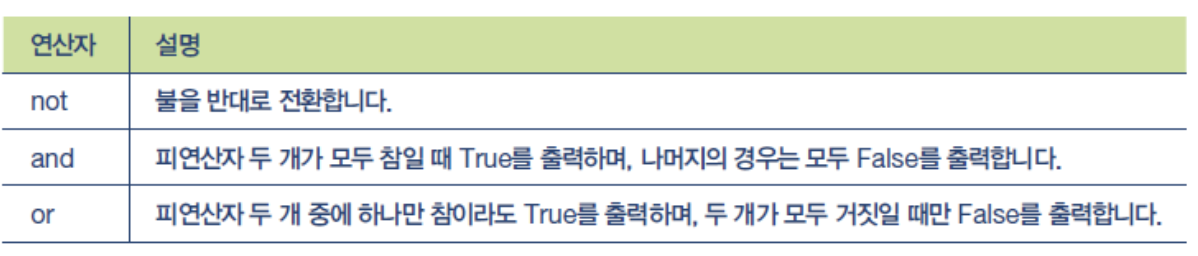 연산자 설명
not 불을 반대로 전환합니다.
and 피연산자 두 개가 모두 참일 때 True를 출력하며, 나머지의 경우는 모두 False를 출력합니다.
or 피연산자 두 개 중에 하나만 참이라도 True를 출력하며, 두 개가 모두 거짓일 때만 False를 출력합니다.